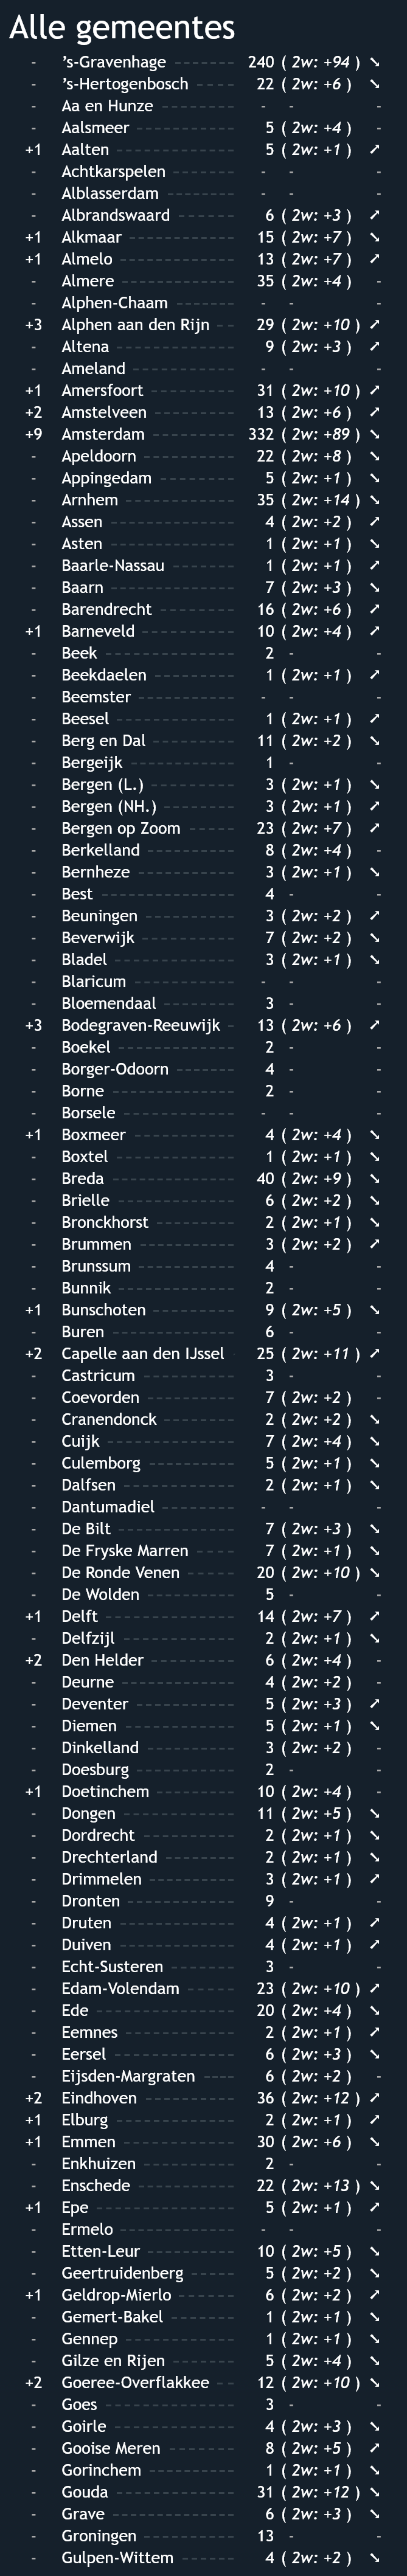 Alle gemeentes
- 's-Gravenhage 240 ( 2w: +94 ) ➘
- 's-Hertogenbosch 22 ( 2w: +6 ) ➘
- Aa en Hunze - - -
- Aalsmeer 5 ( 2w: +4 ) -
+1 Aalten 5 ( 2w: +1 ) ➚
- Achtkarspelen - - -
- Alblasserdam - - -
- Albrandswaard 6 ( 2w: +3 ) ➚
+1 Alkmaar 15 ( 2w: +7 ) ➘
+1 Almelo 13 ( 2w: +7 ) ➚
- Almere 35 ( 2w: +4 ) -
- Alphen-Chaam - - -
+3 Alphen aan den Rijn 29 ( 2w: +10 ) ➚
- Altena 9 ( 2w: +3 ) ➚
- Ameland - - -
+1 Amersfoort 31 ( 2w: +10 ) ➚
+2 Amstelveen 13 ( 2w: +6 ) ➚
+9 Amsterdam 332 ( 2w: +89 ) ➘
- Apeldoorn 22 ( 2w: +8 ) ➘
- Appingedam 5 ( 2w: +1 ) ➘
- Arnhem 35 ( 2w: +14 ) ➘
- Assen 4 ( 2w: +2 ) ➚
- Asten 1 ( 2w: +1 ) ➘
- Baarle-Nassau 1 ( 2w: +1 ) ➚
- Baarn 7 ( 2w: +3 ) ➘
- Barendrecht 16 ( 2w: +6 ) ➚
+1 Barneveld 10 ( 2w: +4 ) ➚
- Beek 2 - -
- Beekdaelen 1 ( 2w: +1 ) ➚
- Beemster - - -
- Beesel 1 ( 2w: +1 ) ➚
- Berg en Dal 11 ( 2w: +2 ) ➘
- Bergeijk 1 - -
- Bergen (L.) 3 ( 2w: +1 ) ➘
- Bergen (NH.) 3 ( 2w: +1 ) ➚
- Bergen op Zoom 23 ( 2w: +7 ) ➚
- Berkelland 8 ( 2w: +4 ) -
- Bernheze 3 ( 2w: +1 ) ➘
- Best 4 - -
- Beuningen 3 ( 2w: +2 ) ➚
- Beverwijk 7 ( 2w: +2 ) ➘
- Bladel 3 ( 2w: +1 ) ➘
- Blaricum - - -
- Bloemendaal 3 - -
+3 Bodegraven-Reeuwijk 13 ( 2w: +6 ) ➚
- Boekel 2 - -
- Borger-Odoorn 4 - -
- Borne 2 - -
- Borsele - - -
+1 Boxmeer 4 ( 2w: +4 ) ➘
- Boxtel 1 ( 2w: +1 ) ➘
- Breda 40 ( 2w: +9 ) ➘
- Brielle 6 ( 2w: +2 ) ➘
- Bronckhorst 2 ( 2w: +1 ) ➘
- Brummen 3 ( 2w: +2 ) ➚
- Brunssum 4 - -
- Bunnik 2 - -
+1 Bunschoten 9 ( 2w: +5 ) ➘
- Buren 6 - -
+2 Capelle aan den IJssel 25 ( 2w: +11 ) ➚
- Castricum 3 - -
- Coevorden 7 ( 2w: +2 ) -
- Cranendonck 2 ( 2w: +2 ) ➘
- Cuijk 7 ( 2w: +4 ) ➘
- Culemborg 5 ( 2w: +1 ) ➘
- Dalfsen 2 ( 2w: +1 ) ➘
- Dantumadiel - - -
- De Bilt 7 ( 2w: +3 ) ➘
- De Fryske Marren 7 ( 2w: +1 ) ➘
- De Ronde Venen 20 ( 2w: +10 ) ➘
- De Wolden 5 - -
+1 Delft 14 ( 2w: +7 ) ➚
- Delfzijl 2 ( 2w: +1 ) ➘
+2 Den Helder 6 ( 2w: +4 ) -
- Deurne 4 ( 2w: +2 ) -
- Deventer 5 ( 2w: +3 ) ➚
- Diemen 5 ( 2w: +1 ) ➘
- Dinkelland 3 ( 2w: +2 ) -
- Doesburg 2 - -
+1 Doetinchem 10 ( 2w: +4 ) -
- Dongen 11 ( 2w: +5 ) ➘
- Dordrecht 2 ( 2w: +1 ) ➘
- Drechterland 2 ( 2w: +1 ) ➘
- Drimmelen 3 ( 2w: +1 ) ➚
- Dronten 9 - -
- Druten 4 ( 2w: +1 ) ➚
- Duiven 4 ( 2w: +1 ) ➚
- Echt-Susteren 3 - -
- Edam-Volendam 23 ( 2w: +10 ) ➚
- Ede 20 ( 2w: +4 ) ➘
- Eemnes 2 ( 2w: +1 ) ➚
- Eersel 6 ( 2w: +3 ) ➘
- Eijsden-Margraten 6 ( 2w: +2 ) -
+2 Eindhoven 36 ( 2w: +12 ) ➚
+1 Elburg 2 ( 2w: +1 ) ➚
+1 Emmen 30 ( 2w: +6 ) ➘
- Enkhuizen 2 - -
- Enschede 22 ( 2w: +13 ) ➘
+1 Epe 5 ( 2w: +1 ) ➚
- Ermelo - - -
- Etten-Leur 10 ( 2w: +5 ) ➘
- Geertruidenberg 5 ( 2w: +2 ) ➘
+1 Geldrop-Mierlo 6 ( 2w: +2 ) ➚
- Gemert-Bakel 1 ( 2w: +1 ) ➘
- Gennep 1 ( 2w: +1 ) ➘
- Gilze en Rijen 5 ( 2w: +4 ) ➘
+2 Goeree-Overflakkee 12 ( 2w: +10 ) ➘
- Goes 3 - -
- Goirle 4 ( 2w: +3 ) ➘
- Gooise Meren 8 ( 2w: +5 ) ➚
- Gorinchem 1 ( 2w: +1 ) ➘
- Gouda 31 ( 2w: +12 ) ➘
- Grave 6 ( 2w: +3 ) ➘
- Groningen 13 - -
- Gulpen-Wittem 4 ( 2w: +2 ) ➘